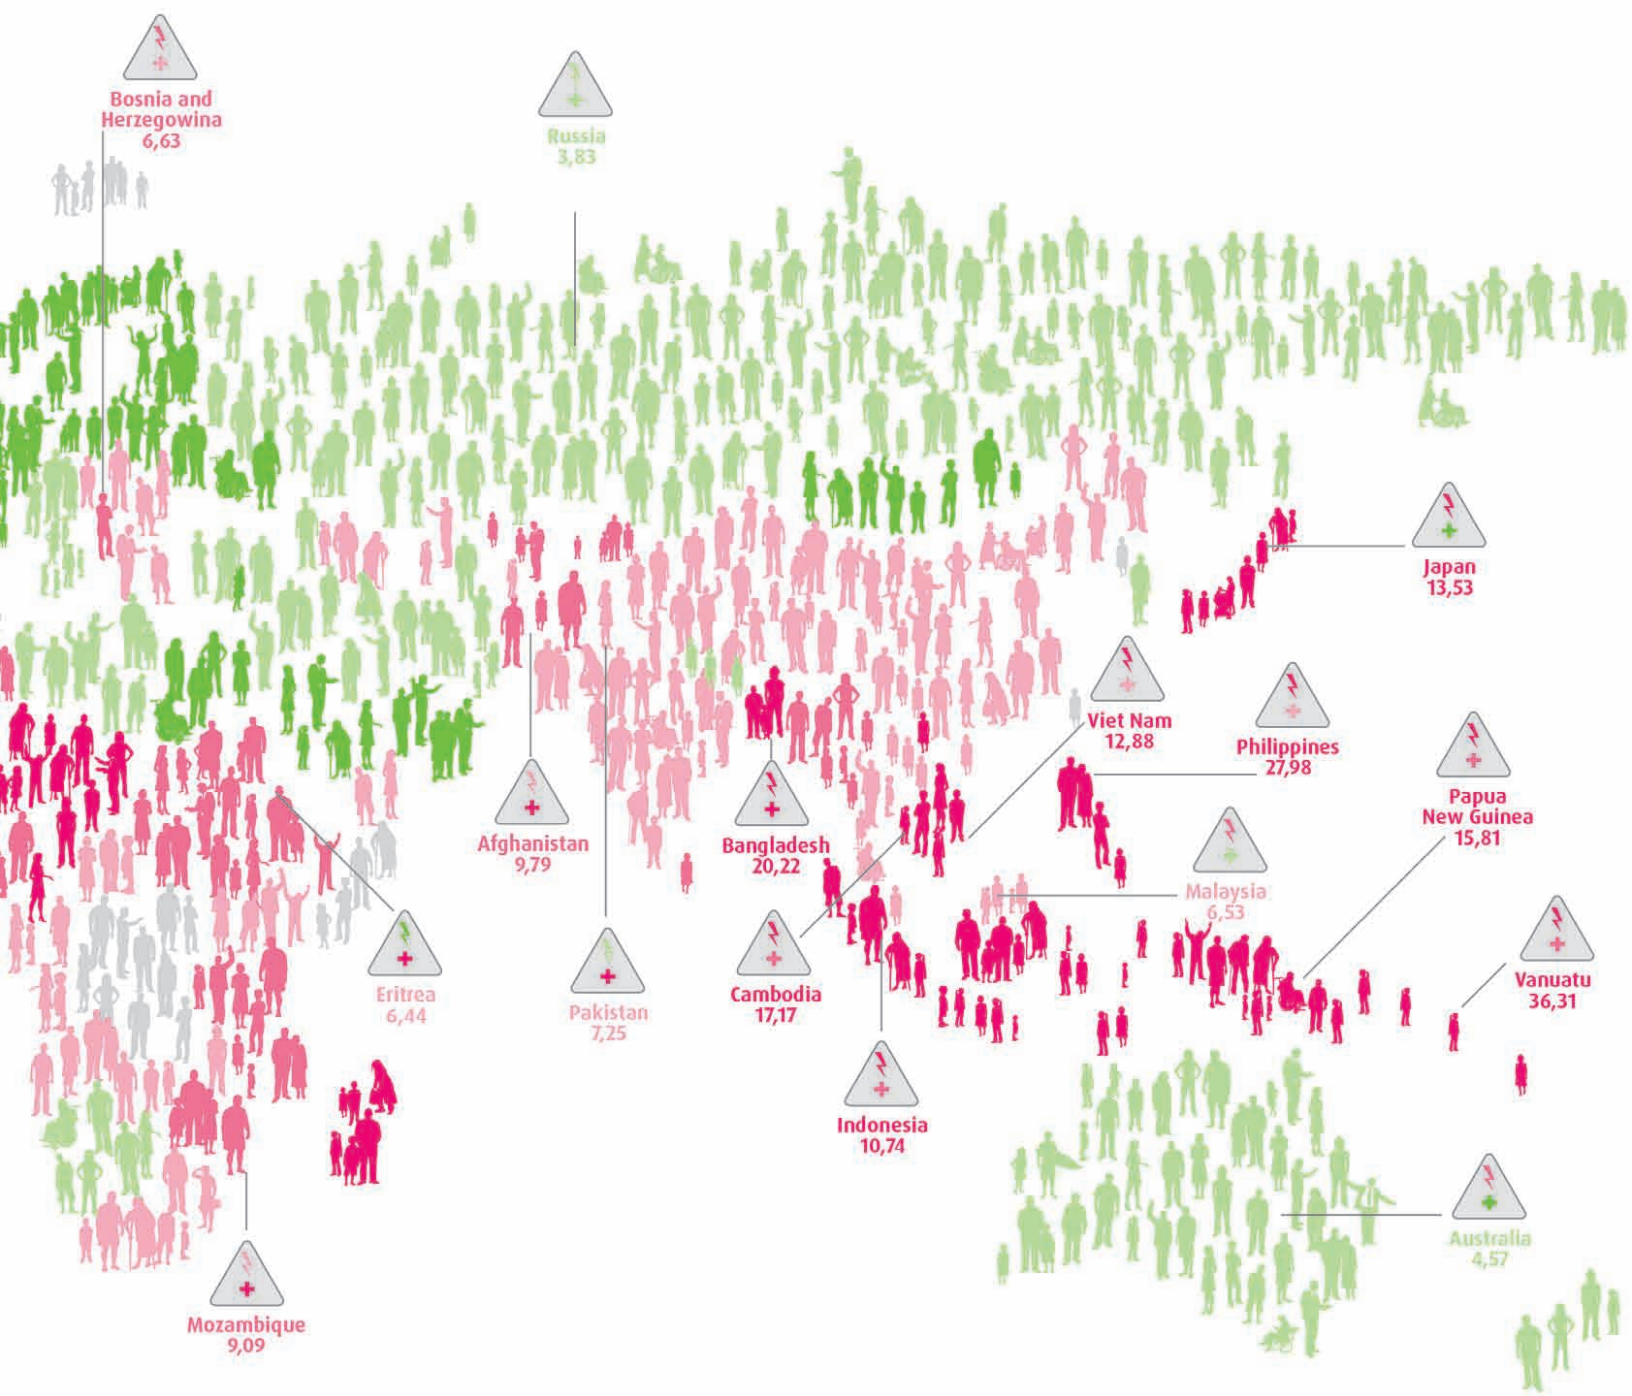 Bosnia and
Herzegowina
6,63
Russia
3,83
Japan
13,53
Viet Nam
12,88
Philippines
27,98
Papua
New Guinea
15,81
Afghanistan
9,79
Bangladesh
20,22
Malaysia
6,53
Eritrea
6,44
Pakistan
7,25
Cambodia
17,17
Vanuatu
36,31
Indonesia
10,74
Australia
4,57
Mozambique
9,09